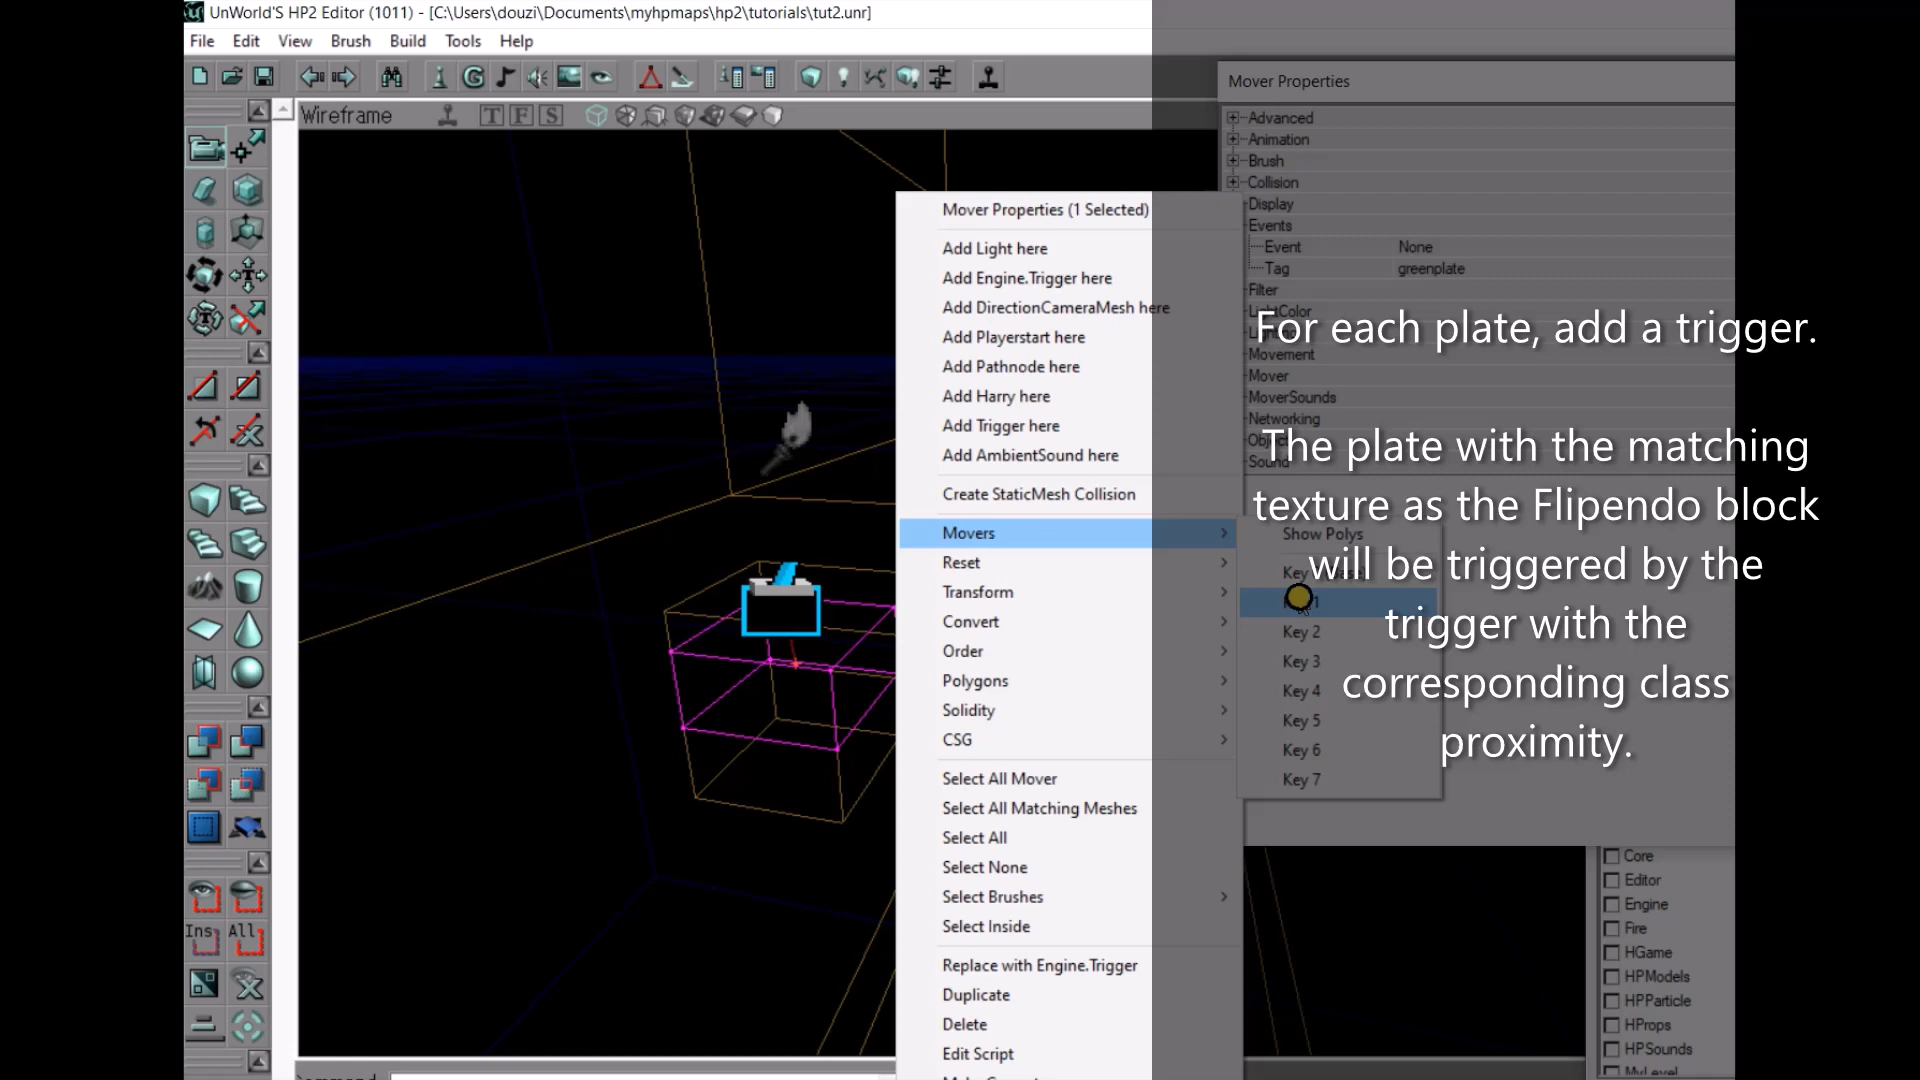 UnWorld'S HP2 Editor (1011) - [C:\Users\douzi\Documents\myhpmaps\hp2\tutorials\tut2.unr]
File Edit View Brush Build Tools Help
Wireframe
T F S
Ins All
Mover Properties (1 Selected)
Add Light here
Add Engine.Trigger here
Add DirectionCameraMesh here
Add Playerstart here
Add Pathnode here
Add Harry here
Add Trigger here
Add AmbientSound here
Create StaticMesh Collision
Movers
Reset
Transform
Convert
Order
Polygons
Solidity
CSG
Select All Mover
Select All Matching Meshes
Select All
Select None
Select Brushes
Select Inside
Replace with Engine.Trigger
Duplicate
Delete
Edit Script
Show Polys
Key 2
Key 3
Key 4
Key 5
Key 6
Key 7
Mover Properties
Advanced
Animation
Brush
Collision
Display
Events
Event None
Tag greenplate
Filter
LightColor
Movement
Mover
MoverSounds
Networking
Object
Sound
For each plate, add a trigger.
The plate with the matching
texture as the Flipendo block
will be triggered by the
trigger with the
corresponding class
proximity.
Core
Editor
Engine
Fire
HGame
HPModels
HPParticle
HProps
HPSounds
MyLevel